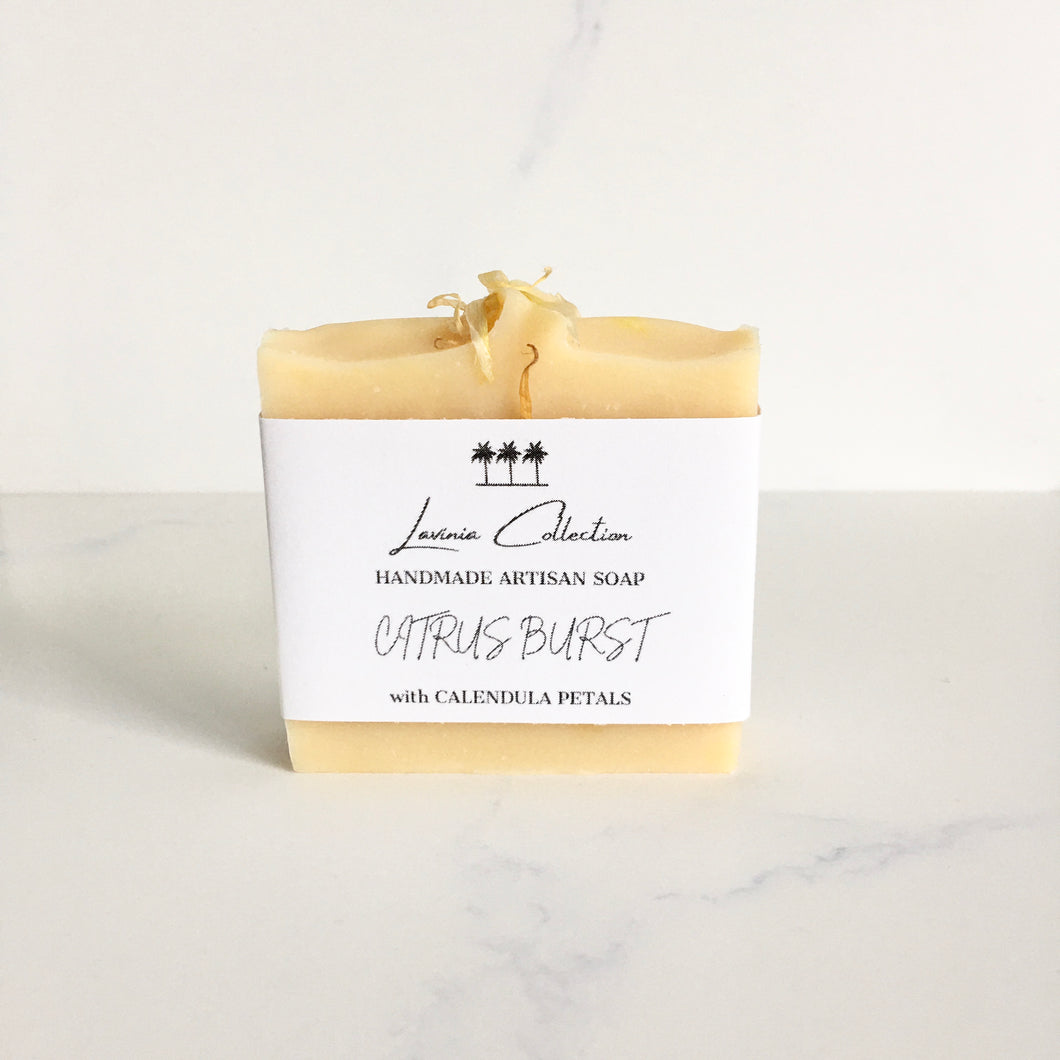 Lavinia Collection
HANDMADE ARTISAN SOAP
CITRUS BURST
with CALENDULA PETALS